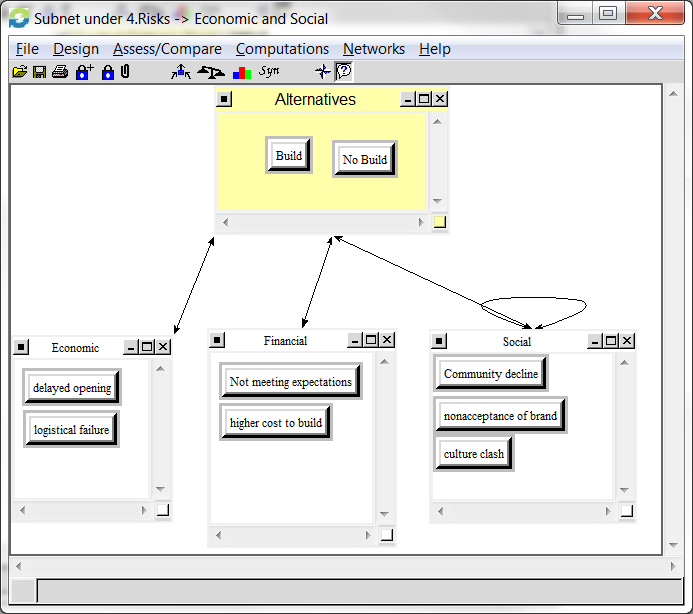 Subnet under 4.Risks -> Economic and Social
File Design Assess/Compare Computations Networks Help
Syn
Alternatives
Build
No Build
Economic
delayed opening
logistical failure
Financial
Not meeting expectations
higher cost to build
Social
Community decline
nonacceptance of brand
culture clash